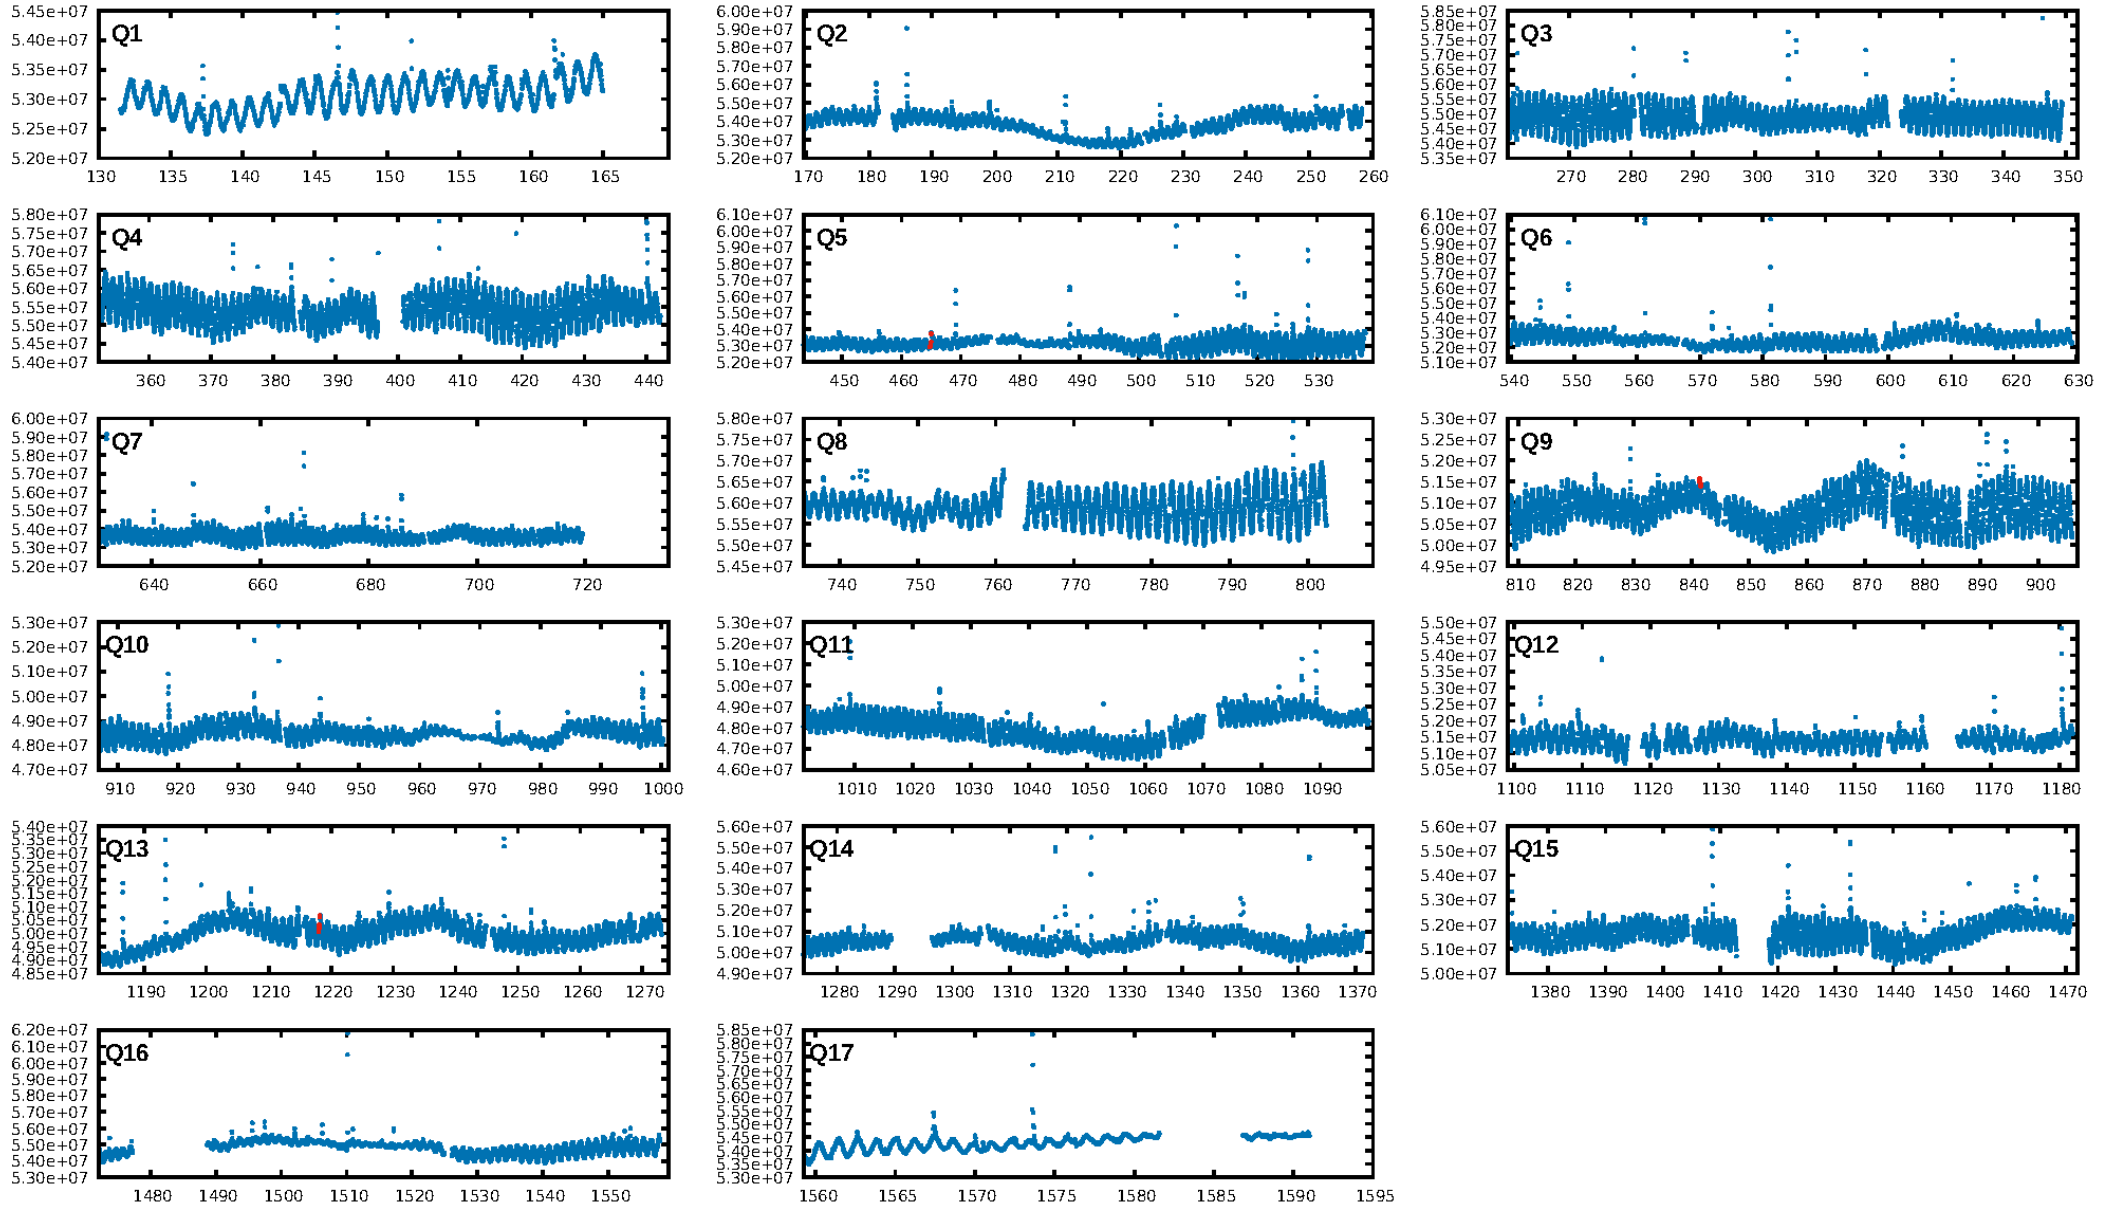 Q1
5.45e+07
5.40e+07
5.35e+07
5.30e+07
5.25e+07
5.20e+07
130 135 140 145 150 155 160 165
Q2
6.00e+07
5.90e+07
5.80e+07
5.70e+07
5.60e+07
5.50e+07
5.40e+07
5.30e+07
5.20e+07
170 180 190 200 210 220 230 240 250 260
Q3
5.85e+07
5.80e+07
5.75e+07
5.70e+07
5.65e+07
5.60e+07
5.55e+07
5.50e+07
5.45e+07
5.40e+07
5.35e+07
270 280 290 300 310 320 330 340 350
Q4
5.80e+07
5.75e+07
5.70e+07
5.65e+07
5.60e+07
5.55e+07
5.50e+07
5.45e+07
5.40e+07
360 370 380 390 400 410 420 430 440
Q5
6.10e+07
6.00e+07
5.90e+07
5.80e+07
5.70e+07
5.60e+07
5.50e+07
5.40e+07
5.30e+07
5.20e+07
450 460 470 480 490 500 510 520 530
Q6
6.10e+07
6.00e+07
5.90e+07
5.80e+07
5.70e+07
5.60e+07
5.50e+07
5.40e+07
5.30e+07
5.20e+07
5.10e+07
540 550 560 570 580 590 600 610 620 630
Q7
6.00e+07
5.90e+07
5.80e+07
5.70e+07
5.60e+07
5.50e+07
5.40e+07
5.30e+07
5.20e+07
640 660 680 700 720
Q8
5.80e+07
5.75e+07
5.70e+07
5.65e+07
5.60e+07
5.55e+07
5.50e+07
5.45e+07
740 750 760 770 780 790 800
Q9
5.30e+07
5.25e+07
5.20e+07
5.15e+07
5.10e+07
5.05e+07
5.00e+07
4.95e+07
810 820 830 840 850 860 870 880 890 900
Q10
5.30e+07
5.20e+07
5.10e+07
5.00e+07
4.90e+07
4.80e+07
4.70e+07
910 920 930 940 950 960 970 980 990 1000
Q11
5.30e+07
5.20e+07
5.10e+07
5.00e+07
4.90e+07
4.80e+07
4.70e+07
4.60e+07
1010 1020 1030 1040 1050 1060 1070 1080 1090
Q12
5.50e+07
5.45e+07
5.40e+07
5.35e+07
5.30e+07
5.25e+07
5.20e+07
5.15e+07
5.10e+07
5.05e+07
1100 1110 1120 1130 1140 1150 1160 1170 1180
Q13
5.40e+07
5.35e+07
5.30e+07
5.25e+07
5.20e+07
5.15e+07
5.10e+07
5.05e+07
5.00e+07
4.95e+07
4.90e+07
4.85e+07
1190 1200 1210 1220 1230 1240 1250 1260 1270
Q14
5.60e+07
5.50e+07
5.40e+07
5.30e+07
5.20e+07
5.10e+07
5.00e+07
4.90e+07
1280 1290 1300 1310 1320 1330 1340 1350 1360 1370
Q15
5.60e+07
5.50e+07
5.40e+07
5.30e+07
5.20e+07
5.10e+07
5.00e+07
1380 1390 1400 1410 1420 1430 1440 1450 1460 1470
Q16
6.20e+07
6.10e+07
6.00e+07
5.90e+07
5.80e+07
5.70e+07
5.60e+07
5.50e+07
5.40e+07
5.30e+07
1480 1490 1500 1510 1520 1530 1540 1550
Q17
5.85e+07
5.80e+07
5.75e+07
5.70e+07
5.65e+07
5.60e+07
5.55e+07
5.50e+07
5.45e+07
5.40e+07
5.35e+07
5.30e+07
1560 1565 1570 1575 1580 1585 1590 1595